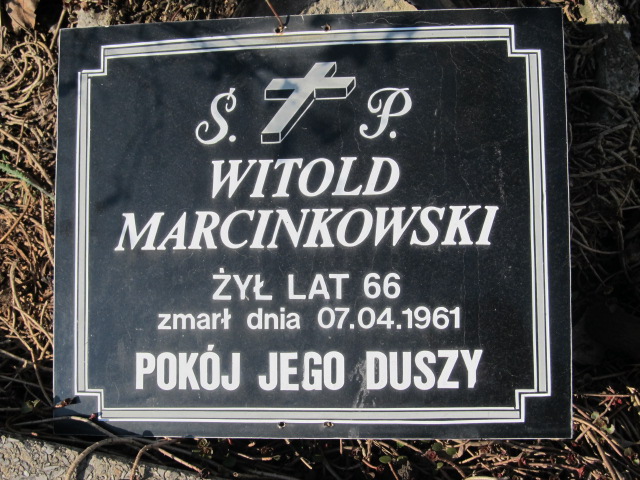 Ś. P.
WITOLD
MARCINKOWSKI
ŻYŁ LAT 66
zmarł dnia 07.04.1961
POKÓJ JEGO DUSZY